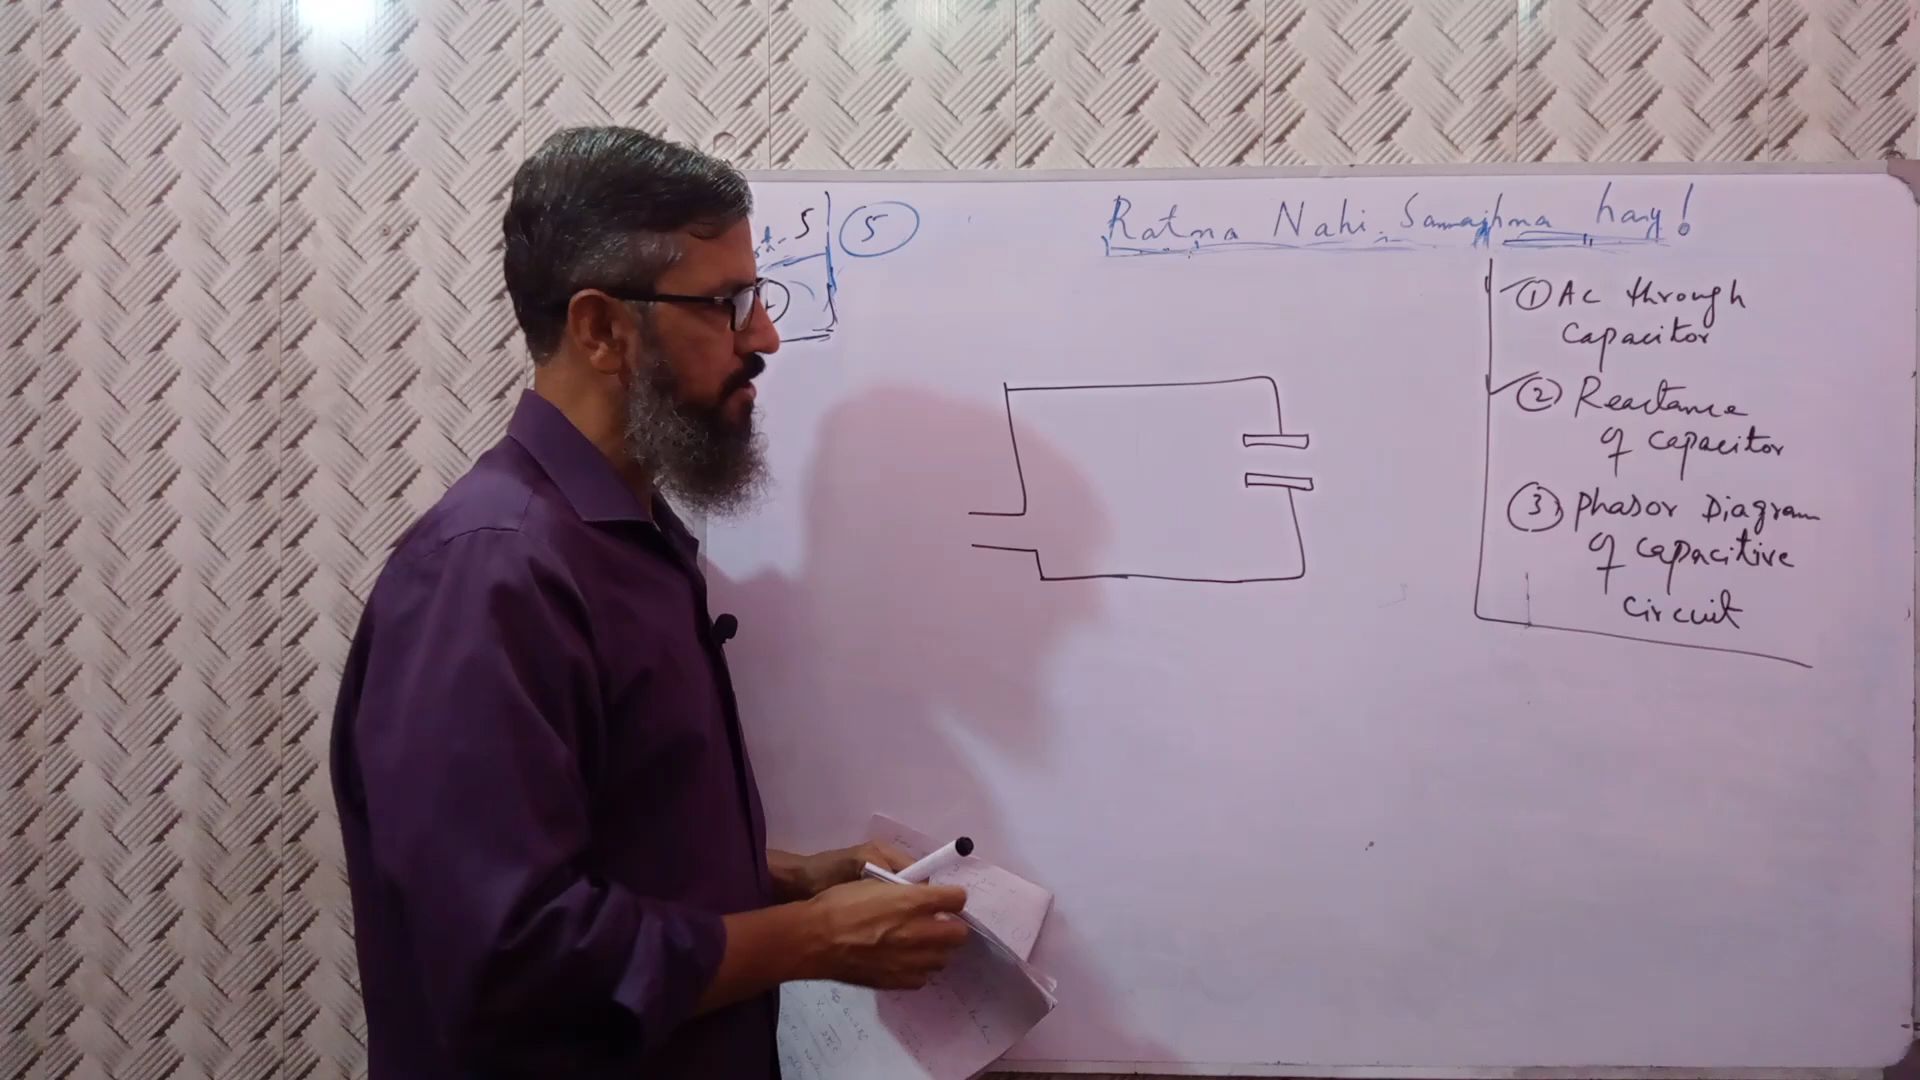 5
5
Ratna Nahi. Samajhna hay!
① Ac through
Capacitor
② Reactance
of capacitor
③ Phasor Diagram
of capacitive
circuit